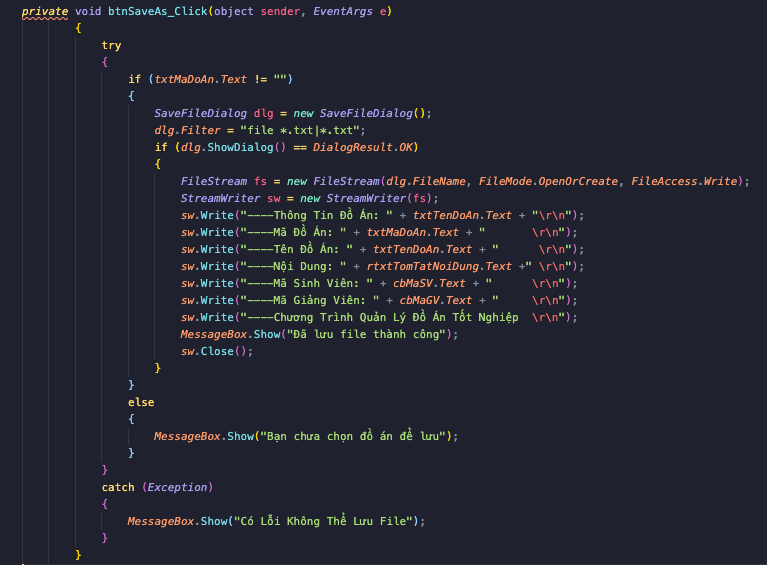 private void btnSaveAs_Click(object sender, EventArgs e)
{
try
{
if (txtMaDoAn.Text != "")
{
SaveFileDialog dlg = new SaveFileDialog();
dlg.Filter = "file *.txt|*.txt";
if (dlg.ShowDialog() == DialogResult.OK)
{
FileStream fs = new FileStream(dlg.FileName, FileMode.OpenOrCreate, FileAccess.Write);
StreamWriter sw = new StreamWriter(fs);
sw.Write("----Thông Tin Đồ Án: " + txtTenDoAn.Text + "\r\n");
sw.Write("----Mã Đồ Án: " + txtMaDoAn.Text + "      \r\n");
sw.Write("----Tên Đồ Án: " + txtTenDoAn.Text + "      \r\n");
sw.Write("----Nội Dung: " + rtxtTomTatNoiDung.Text +" \r\n");
sw.Write("----Mã Sinh Viên: " + cbMaSV.Text + "      \r\n");
sw.Write("----Mã Giảng Viên: " + cbMaGV.Text + "     \r\n");
sw.Write("----Chương Trình Quản Lý Đồ Án Tốt Nghiệp  \r\n");
MessageBox.Show("Đã lưu file thành công");
sw.Close();
}
}
else
{
MessageBox.Show("Bạn chưa chọn đồ án để lưu");
}
}
catch (Exception)
{
MessageBox.Show("Có Lỗi Không Thể Lưu File");
}
}